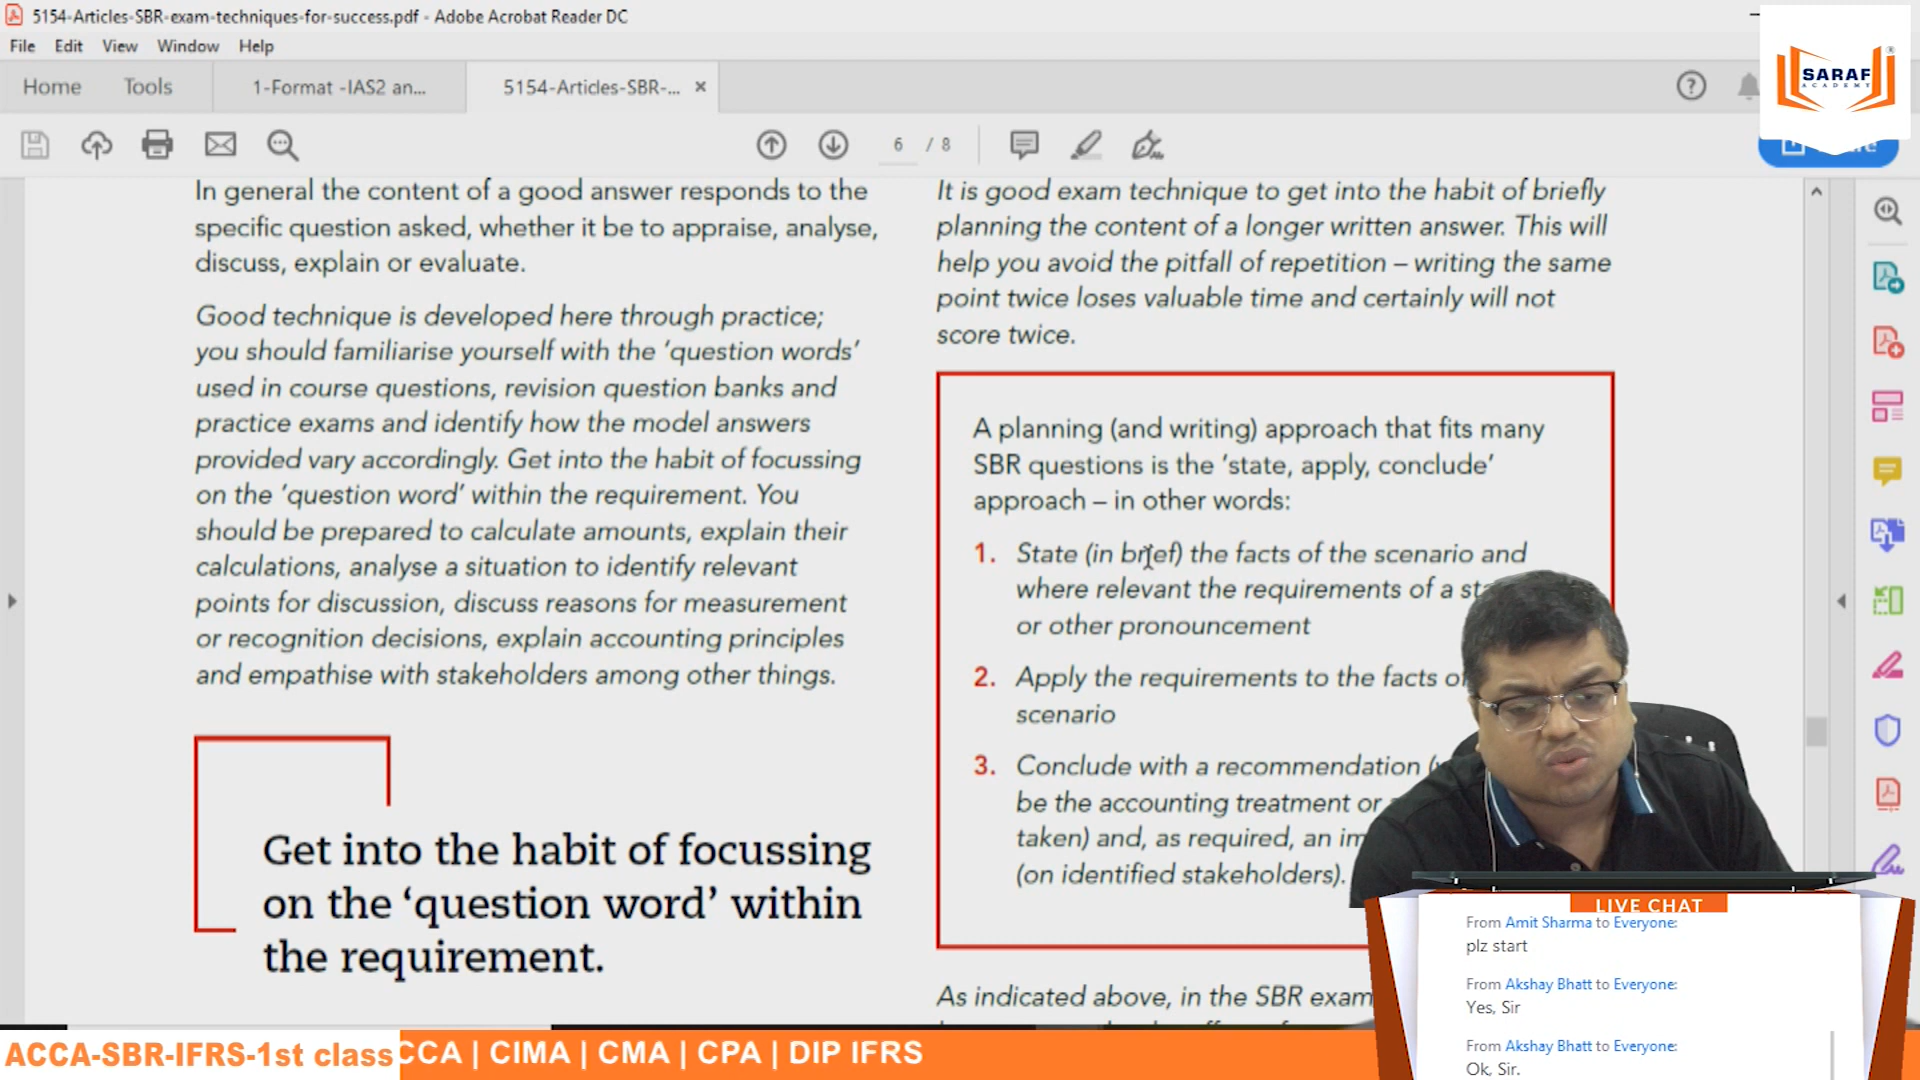 5154-Articles-SBR-exam-techniques-for-success.pdf - Adobe Acrobat Reader DC
File Edit View Window Help
Home Tools 1-Format -IAS2 an... 5154-Articles-SBR-... ×
SARAF
ACADEMY
6 / 8
In general the content of a good answer responds to the
specific question asked, whether it be to appraise, analyse,
discuss, explain or evaluate.
Good technique is developed here through practice;
you should familiarise yourself with the ‘question words’
used in course questions, revision question banks and
practice exams and identify how the model answers
provided vary accordingly. Get into the habit of focussing
on the ‘question word’ within the requirement. You
should be prepared to calculate amounts, explain their
calculations, analyse a situation to identify relevant
points for discussion, discuss reasons for measurement
or recognition decisions, explain accounting principles
and empathise with stakeholders among other things.
Get into the habit of focussing
on the ‘question word’ within
the requirement.
It is good exam technique to get into the habit of briefly
planning the content of a longer written answer. This will
help you avoid the pitfall of repetition – writing the same
point twice loses valuable time and certainly will not
score twice.
A planning (and writing) approach that fits many
SBR questions is the ‘state, apply, conclude’
approach – in other words:
1. State (in brief) the facts of the scenario and
where relevant the requirements of a
or other pronouncement
2. Apply the requirements to the facts
scenario
3. Conclude with a recommendation
be the accounting treatment or
taken) and, as required, an
(on identified stakeholders).
As indicated above, in the SBR exam
LIVE CHAT
From Amit Sharma to Everyone:
plz start
From Akshay Bhatt to Everyone:
Yes, Sir
From Akshay Bhatt to Everyone:
Ok, Sir.
ACCA-SBR-IFRS-1st class
CCA | CIMA | CMA | CPA | DIP IFRS